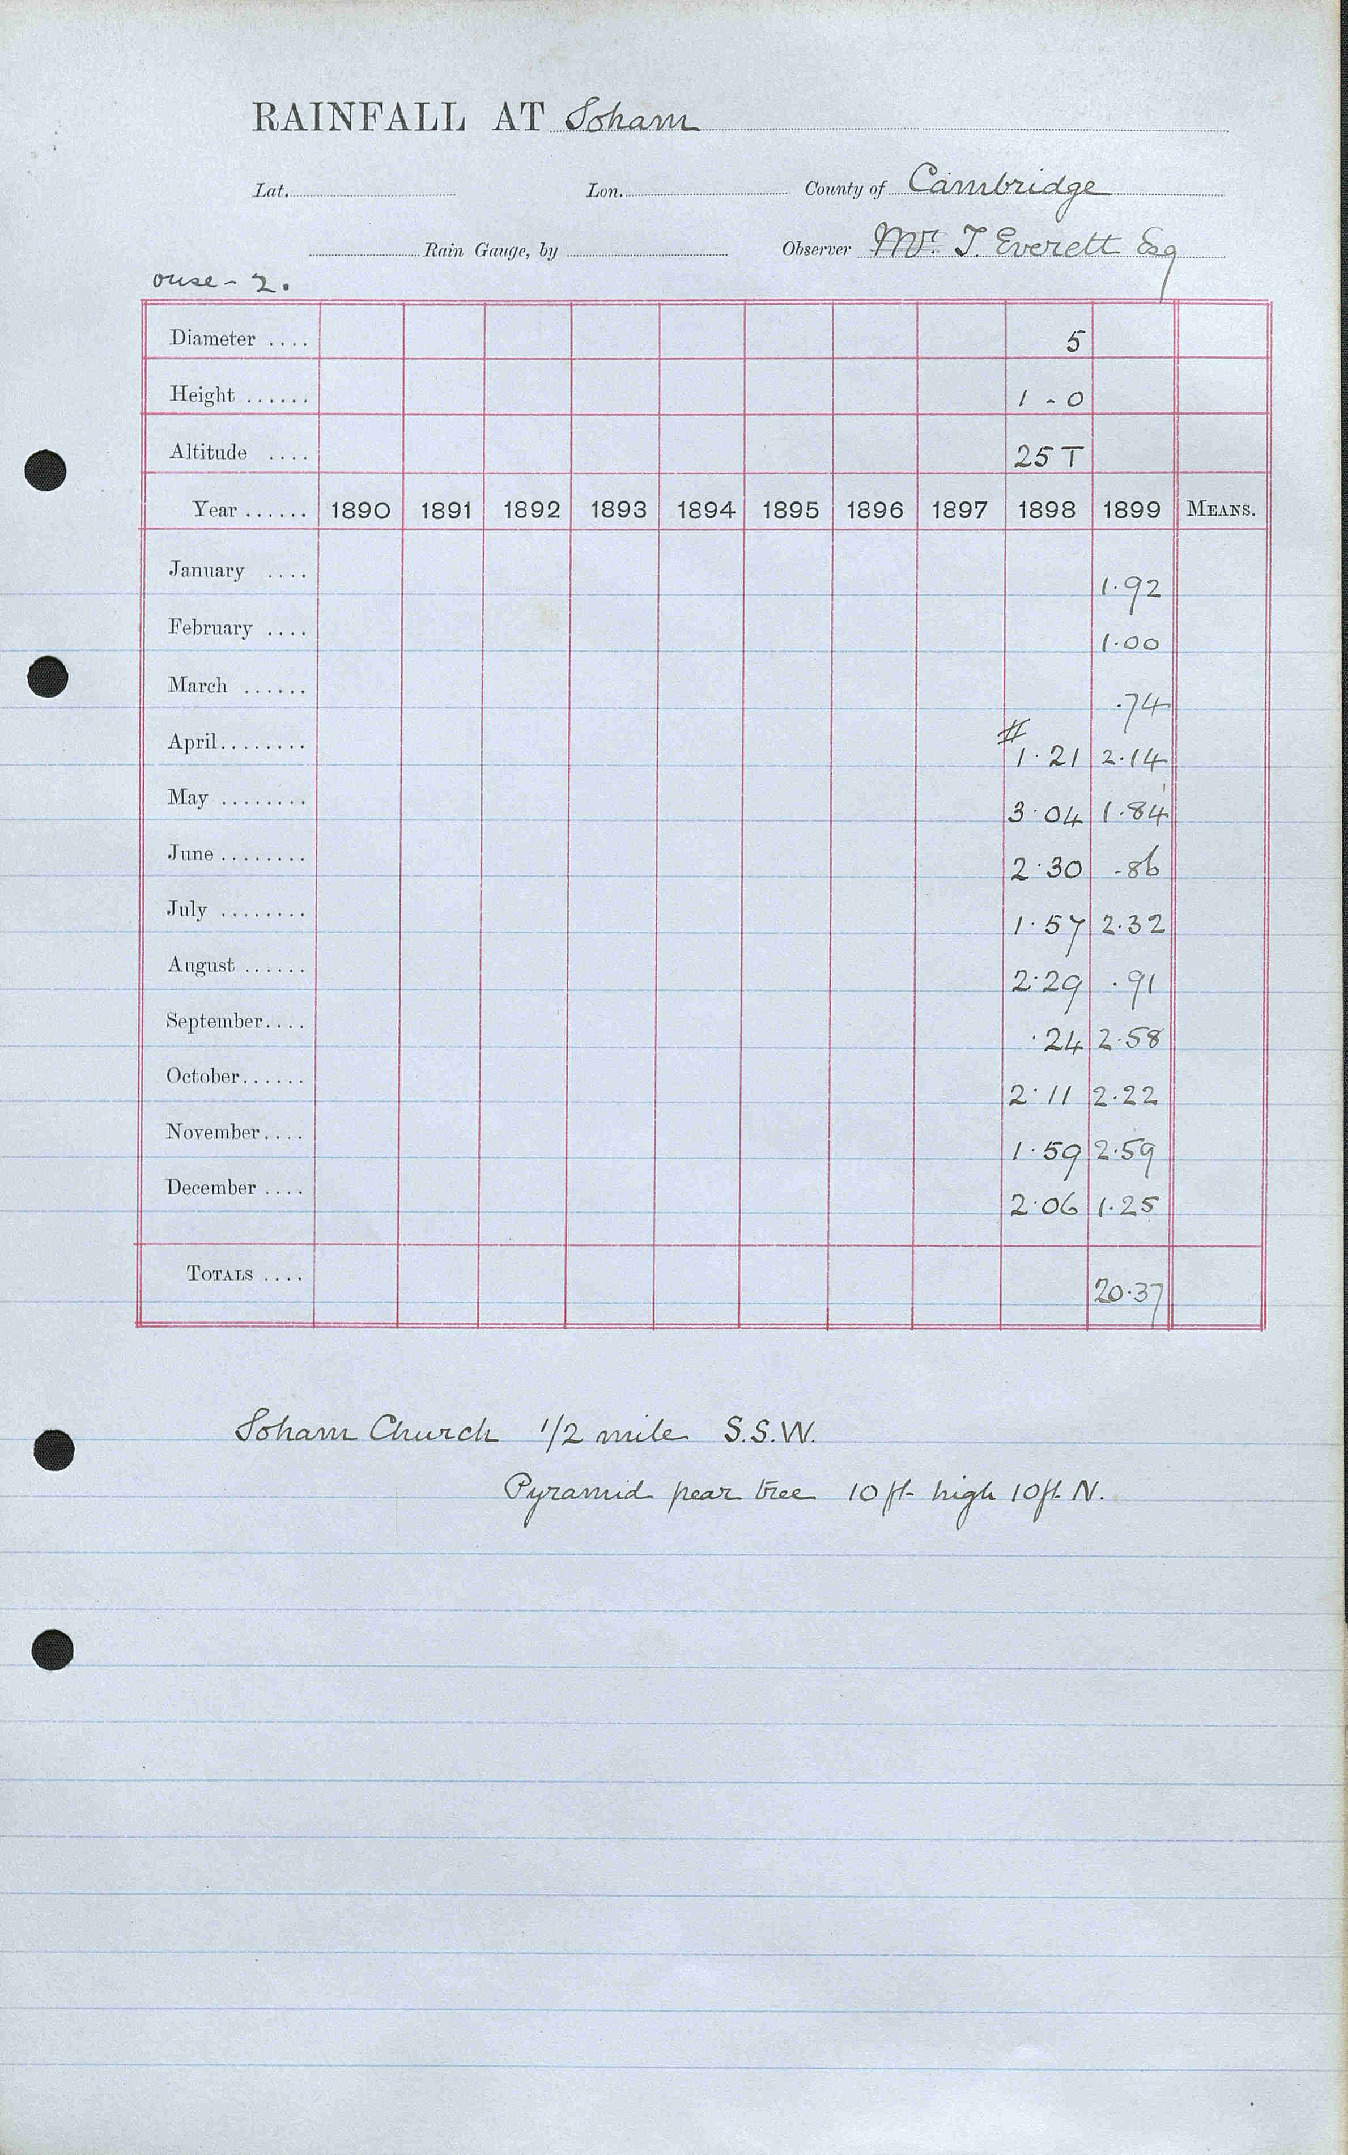 RAINFALL AT Soham
Lat. Lon. County of Cambridge
Rain Gauge, by Observer Mr. T. Everett Esq
ouse - 2.
Diameter .... 5
Height ...... 1 - 0
Altitude .... 25 T
Year ...... 1890 1891 1892 1893 1894 1895 1896 1897 1898 1899 MEANS.
January .... 1.92
February .... 1.00
March ...... .74
April........ # 1.21 2.14
May ........ 3.04 1.84
June ........ 2.30 .86
July ........ 1.57 2.32
August ...... 2.29 .91
September.... .24 2.58
October...... 2.11 2.22
November.... 1.59 2.59
December .... 2.06 1.25
TOTALS .... 20.37
Soham Church 1/2 mile S.S.W.
Pyramid pear tree 10 ft high 10 ft N.